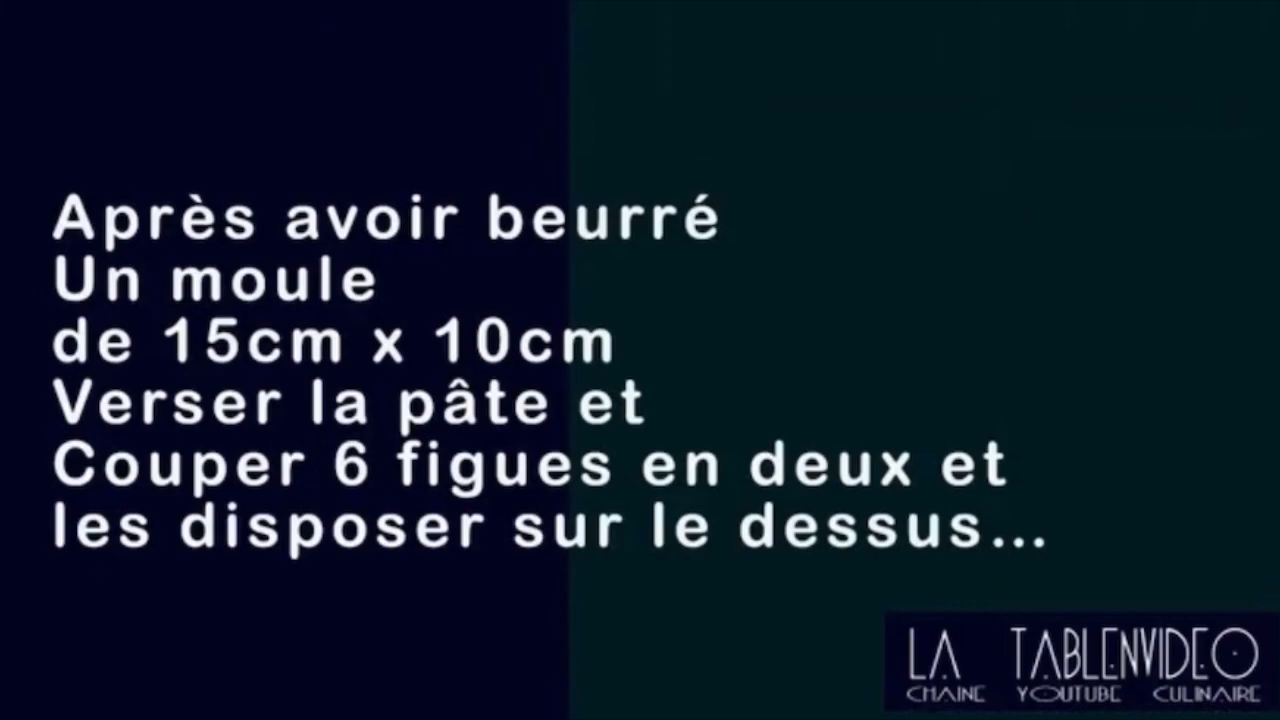 Après avoir beurré
Un moule
de 15cm x 10cm
Verser la pâte et
Couper 6 figues en deux et
les disposer sur le dessus...
LA TABLENVIDEO
CHAINE YOUTUBE CULINAIRE